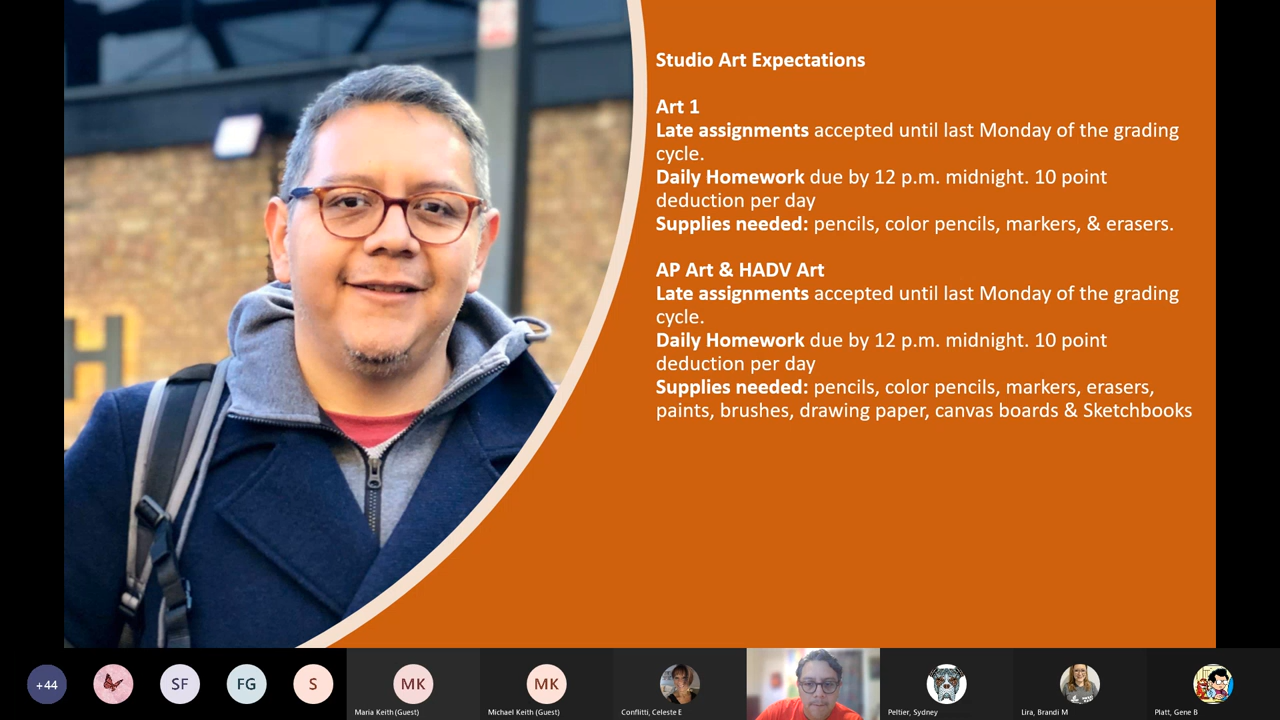 Studio Art Expectations
Art 1
Late assignments accepted until last Monday of the grading
cycle.
Daily Homework due by 12 p.m. midnight. 10 point
deduction per day
Supplies needed: pencils, color pencils, markers, & erasers.
AP Art & HADV Art
Late assignments accepted until last Monday of the grading
cycle.
Daily Homework due by 12 p.m. midnight. 10 point
deduction per day
Supplies needed: pencils, color pencils, markers, erasers,
paints, brushes, drawing paper, canvas boards & Sketchbooks
H
+44
SF
FG
S
MK
MK
Maria Keith (Guest)
Michael Keith (Guest)
Conflitti, Celeste E
Peltier, Sydney
Lira, Brandi M
Platt, Gene B